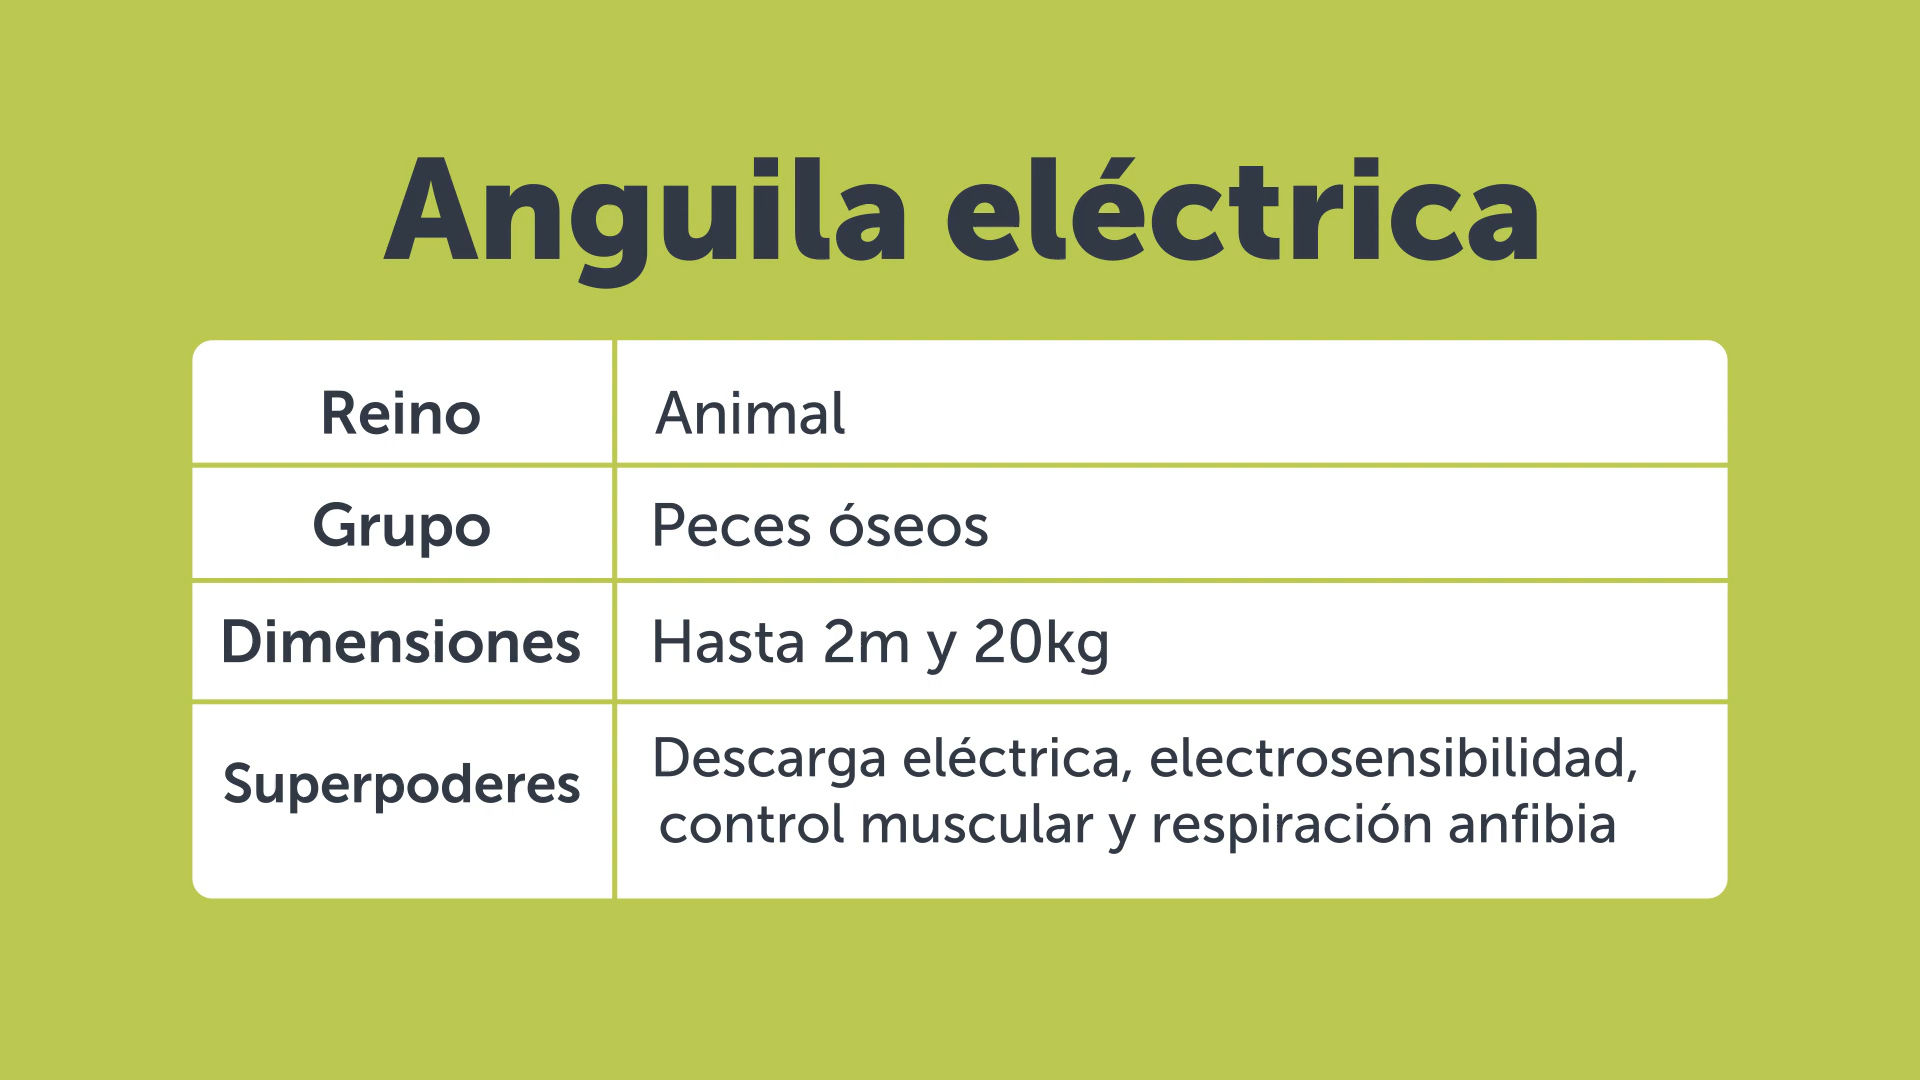 Anguila eléctrica
Reino
Animal
Grupo
Peces óseos
Dimensiones
Hasta 2m y 20kg
Superpoderes
Descarga eléctrica, electrosensibilidad,
control muscular y respiración anfibia